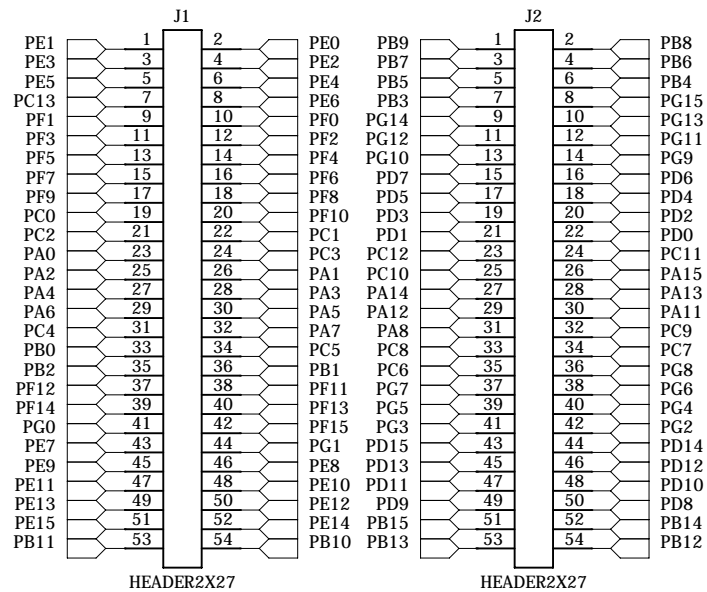 J1 J2
PE1 1 2 PE0 PB9 1 2 PB8
PE3 3 4 PE2 PB7 3 4 PB6
PE5 5 6 PE4 PB5 5 6 PB4
PC13 7 8 PE6 PB3 7 8 PG15
PF1 9 10 PF0 PG14 9 10 PG13
PF3 11 12 PF2 PG12 11 12 PG11
PF5 13 14 PF4 PG10 13 14 PG9
PF7 15 16 PF6 PD7 15 16 PD6
PF9 17 18 PF8 PD5 17 18 PD4
PC0 19 20 PF10 PD3 19 20 PD2
PC2 21 22 PC1 PD1 21 22 PD0
PA0 23 24 PC3 PC12 23 24 PC11
PA2 25 26 PA1 PC10 25 26 PA15
PA4 27 28 PA3 PA14 27 28 PA13
PA6 29 30 PA5 PA12 29 30 PA11
PC4 31 32 PA7 PA8 31 32 PC9
PB0 33 34 PC5 PC8 33 34 PC7
PB2 35 36 PB1 PC6 35 36 PG8
PF12 37 38 PF11 PG7 37 38 PG6
PF14 39 40 PF13 PG5 39 40 PG4
PG0 41 42 PF15 PG3 41 42 PG2
PE7 43 44 PG1 PD15 43 44 PD14
PE9 45 46 PE8 PD13 45 46 PD12
PE11 47 48 PE10 PD11 47 48 PD10
PE13 49 50 PE12 PD9 49 50 PD8
PE15 51 52 PE14 PB15 51 52 PB14
PB11 53 54 PB10 PB13 53 54 PB12
HEADER2X27 HEADER2X27